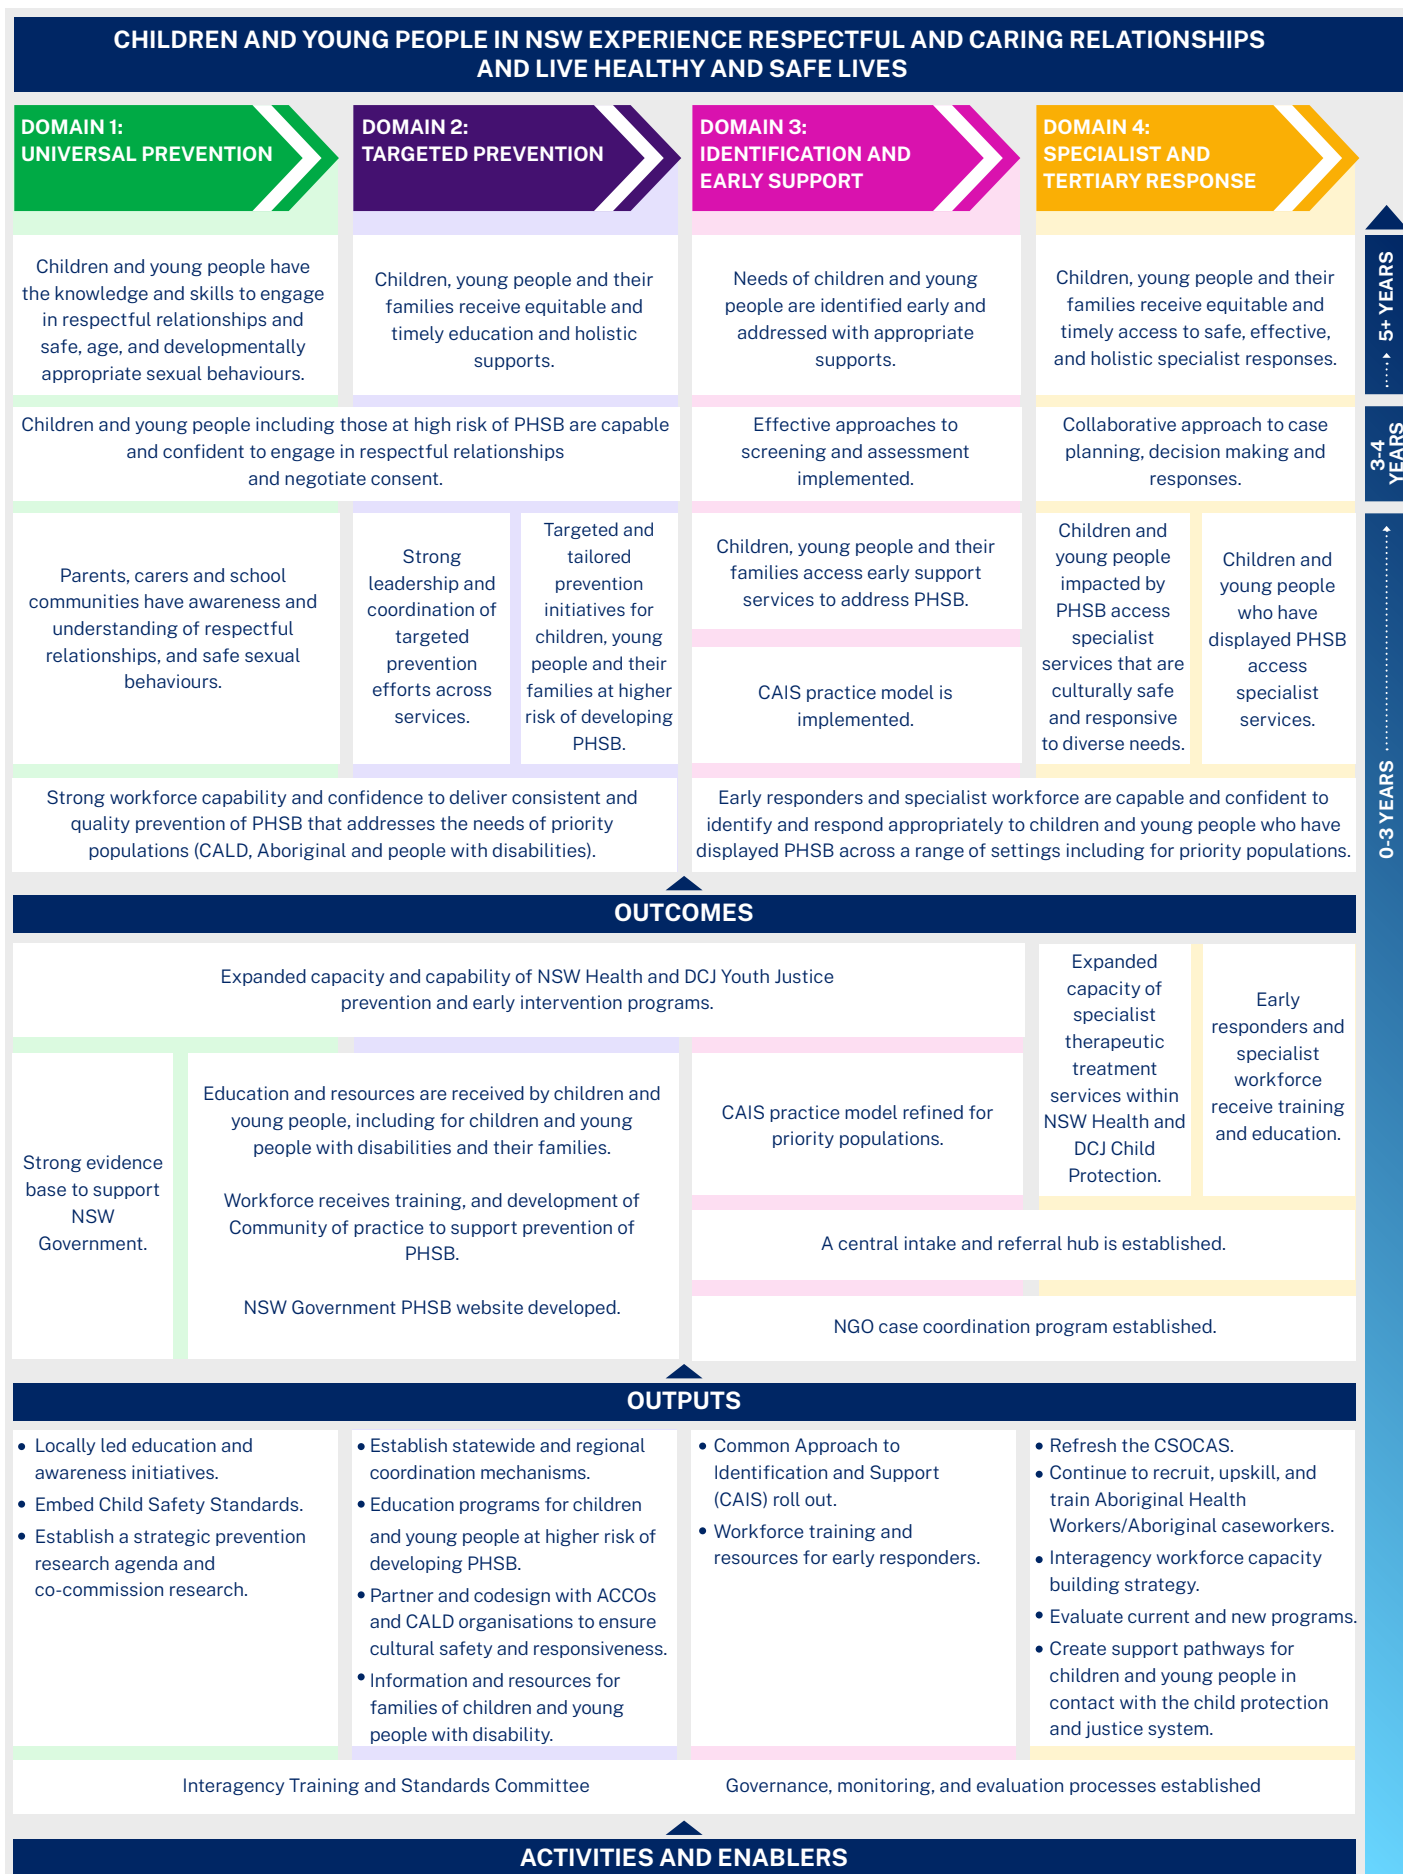 CHILDREN AND YOUNG PEOPLE IN NSW EXPERIENCE RESPECTFUL AND CARING RELATIONSHIPS
AND LIVE HEALTHY AND SAFE LIVES
DOMAIN 1:
UNIVERSAL PREVENTION
DOMAIN 2:
TARGETED PREVENTION
DOMAIN 3:
IDENTIFICATION AND
EARLY SUPPORT
DOMAIN 4:
SPECIALIST AND
TERTIARY RESPONSE
Children and young people have
the knowledge and skills to engage
in respectful relationships and
safe, age, and developmentally
appropriate sexual behaviours.
Children, young people and their
families receive equitable and
timely education and holistic
supports.
Needs of children and young
people are identified early and
addressed with appropriate
supports.
Children, young people and their
families receive equitable and
timely access to safe, effective,
and holistic specialist responses.
5+ YEARS
Children and young people including those at high risk of PHSB are capable
and confident to engage in respectful relationships
and negotiate consent.
Effective approaches to
screening and assessment
implemented.
Collaborative approach to case
planning, decision making and
responses.
3-4
YEARS
Parents, carers and school
communities have awareness and
understanding of respectful
relationships, and safe sexual
behaviours.
Strong
leadership and
coordination of
targeted
prevention
efforts across
services.
Targeted and
tailored
prevention
initiatives for
children, young
people and their
families at higher
risk of developing
PHSB.
Children, young people and their
families access early support
services to address PHSB.
CAIS practice model is
implemented.
Children and
young people
impacted by
PHSB access
specialist
services that are
culturally safe
and responsive
to diverse needs.
Children and
young people
who have
displayed PHSB
access
specialist
services.
0-3 YEARS
Strong workforce capability and confidence to deliver consistent and
quality prevention of PHSB that addresses the needs of priority
populations (CALD, Aboriginal and people with disabilities).
Early responders and specialist workforce are capable and confident to
identify and respond appropriately to children and young people who have
displayed PHSB across a range of settings including for priority populations.
OUTCOMES
Expanded capacity and capability of NSW Health and DCJ Youth Justice
prevention and early intervention programs.
Expanded
capacity of
specialist
therapeutic
treatment
services within
NSW Health and
DCJ Child
Protection.
Early
responders and
specialist
workforce
receive training
and education.
Strong evidence
base to support
NSW
Government.
Education and resources are received by children and
young people, including for children and young
people with disabilities and their families.
Workforce receives training, and development of
Community of practice to support prevention of
PHSB.
NSW Government PHSB website developed.
CAIS practice model refined for
priority populations.
A central intake and referral hub is established.
NGO case coordination program established.
OUTPUTS
• Locally led education and
awareness initiatives.
• Embed Child Safety Standards.
• Establish a strategic prevention
research agenda and
co-commission research.
• Establish statewide and regional
coordination mechanisms.
• Education programs for children
and young people at higher risk of
developing PHSB.
• Partner and codesign with ACCOs
and CALD organisations to ensure
cultural safety and responsiveness.
• Information and resources for
families of children and young
people with disability.
• Common Approach to
Identification and Support
(CAIS) roll out.
• Workforce training and
resources for early responders.
• Refresh the CSOCAS.
• Continue to recruit, upskill, and
train Aboriginal Health
Workers/Aboriginal caseworkers.
• Interagency workforce capacity
building strategy.
• Evaluate current and new programs.
• Create support pathways for
children and young people in
contact with the child protection
and justice system.
Interagency Training and Standards Committee
Governance, monitoring, and evaluation processes established
ACTIVITIES AND ENABLERS